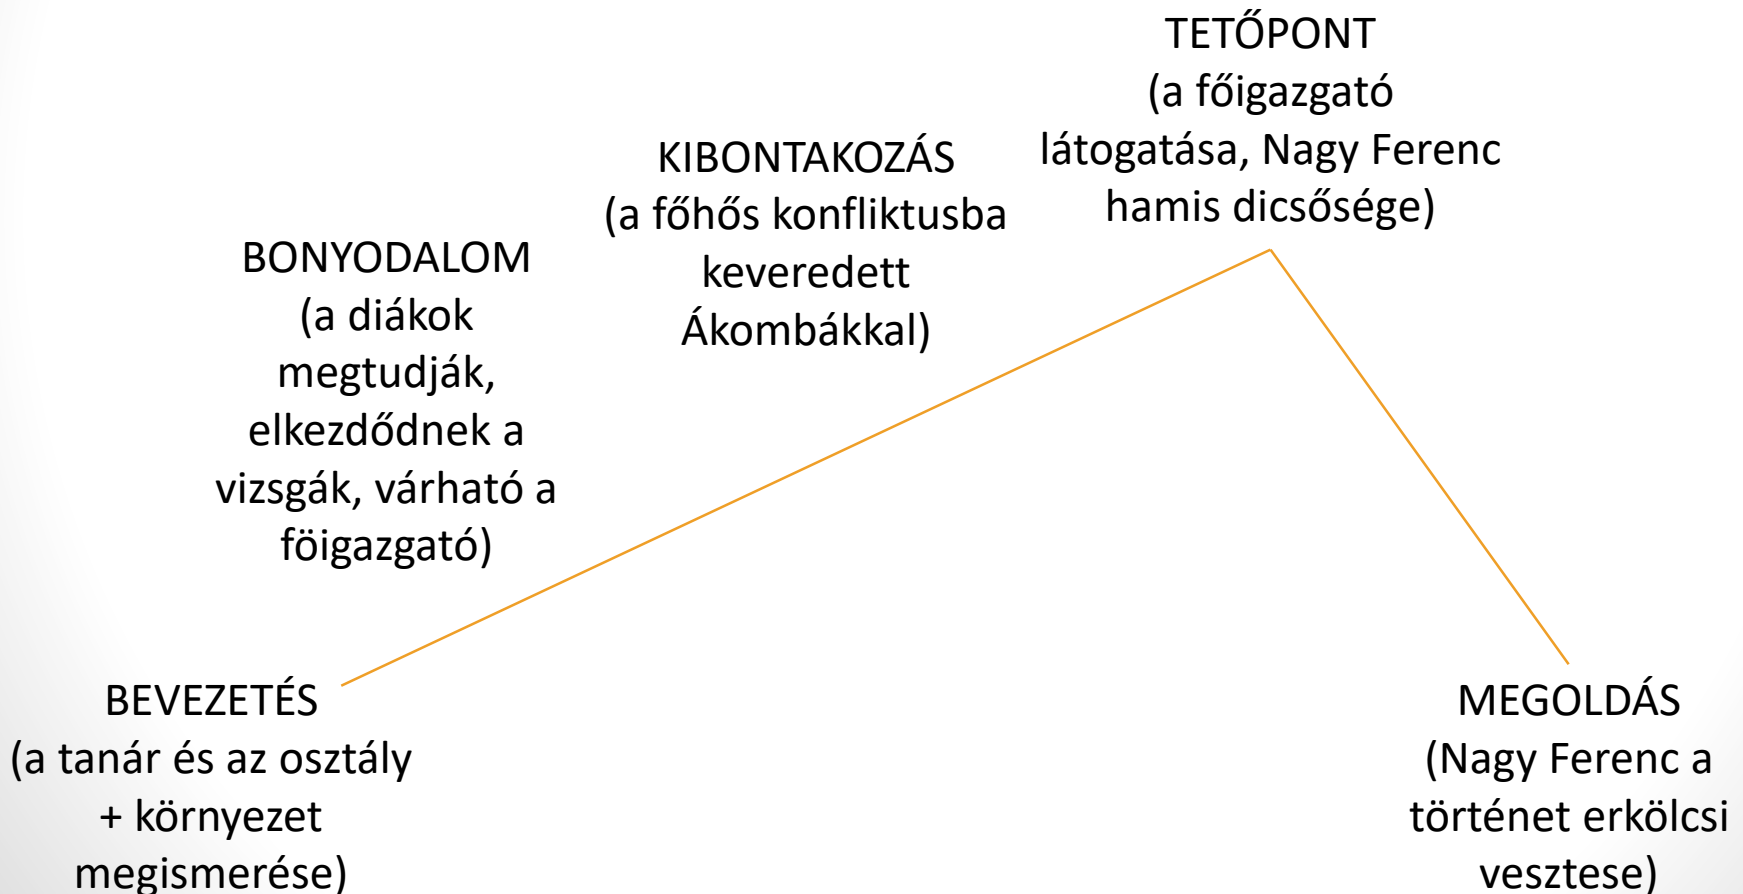 BEVEZETÉS
(a tanár és az osztály
+ környezet
megismerése)
BONYODALOM
(a diákok
megtudják,
elkezdődnek a
vizsgák, várható a
föigazgató)
KIBONTAKOZÁS
(a főhős konfliktusba
keveredett
Ákombákkal)
TETŐPONT
(a főigazgató
látogatása, Nagy Ferenc
hamis dicsősége)
MEGOLDÁS
(Nagy Ferenc a
történet erkölcsi
vesztese)